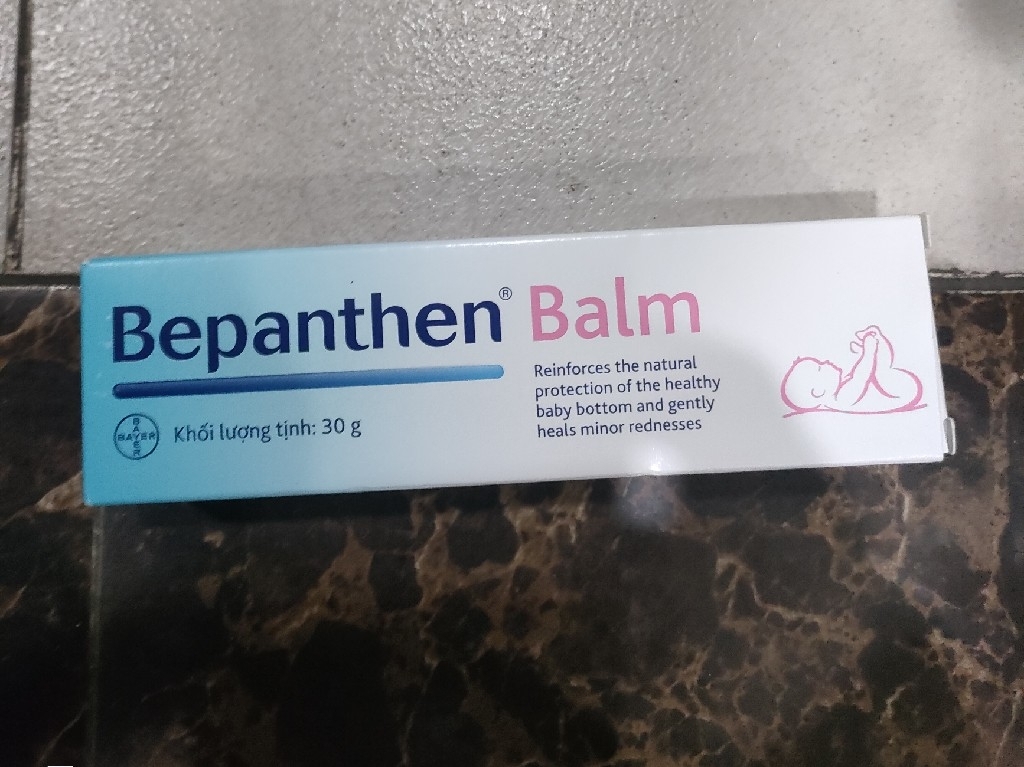 Bepanthen® Balm
Reinforces the natural
protection of the healthy
baby bottom and gently
heals minor rednesses
BAYER
BAYER
Khối lượng tịnh: 30 g